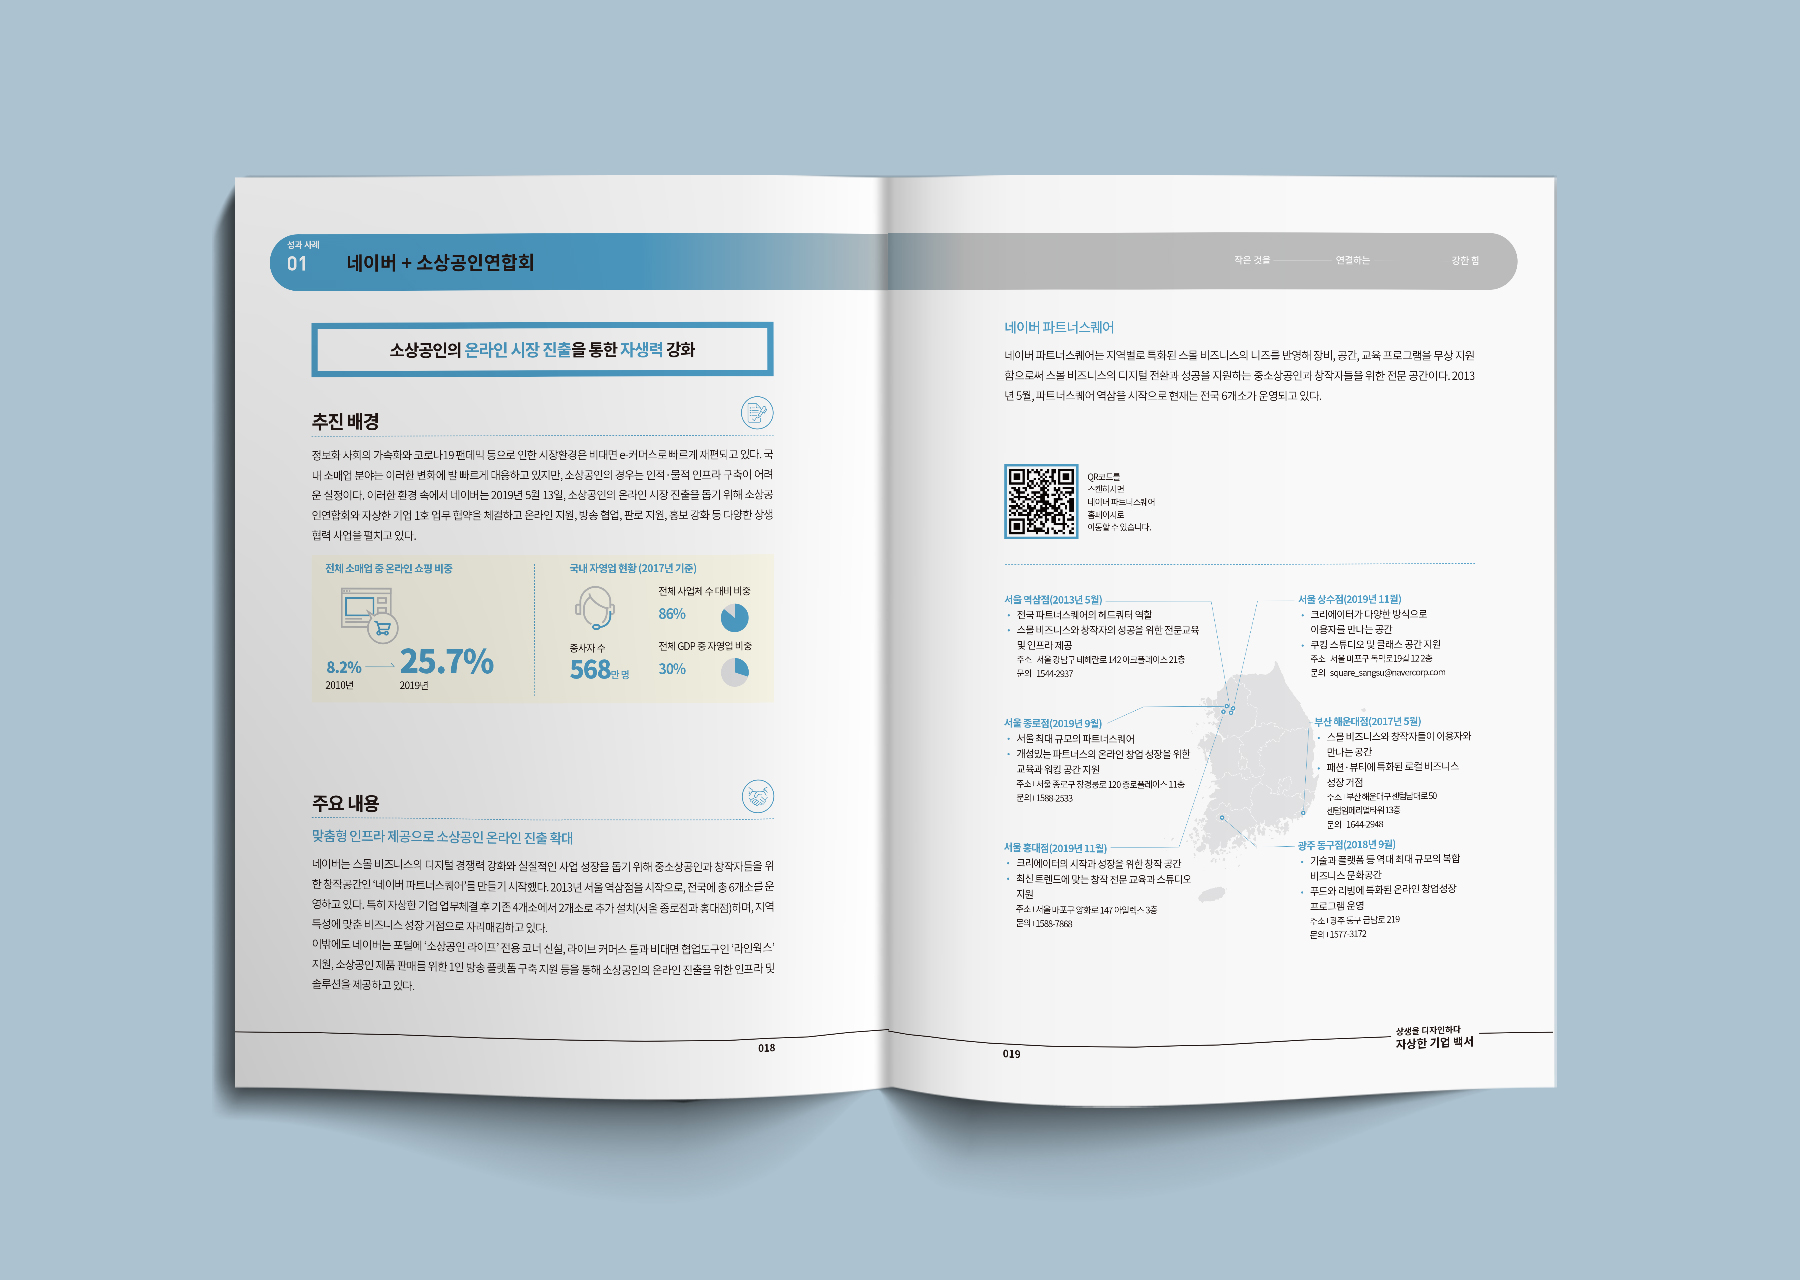 성과 사례
01
네이버 + 소상공인연합회
소상공인의 온라인 시장 진출을 통한 자생력 강화
추진 배경
정보화 사회의 가속화와 코로나19 팬데믹 등으로 인한 시장환경은 비대면 e-커머스로 빠르게 재편되고 있다. 국
내 소매업 분야는 이러한 변화에 발 빠르게 대응하고 있지만, 소상공인의 경우는 인적·물적 인프라 구축이 어려
운 실정이다. 이러한 환경 속에서 네이버는 2019년 5월 13일, 소상공인의 온라인 시장 진출을 돕기 위해 소상공
인연합회와 자상한 기업 1호 업무 협약을 체결하고 온라인 지원, 방송 협업, 판로 지원, 홍보 강화 등 다양한 상생
협력 사업을 펼치고 있다.
전체 소매업 중 온라인 쇼핑 비중
8.2%
25.7%
2010년
2019년
국내 자영업 현황 (2017년 기준)
종사자 수
568만 명
전체 사업체 수 대비 비중
86%
전체 GDP 중 자영업 비중
30%
주요 내용
맞춤형 인프라 제공으로 소상공인 온라인 진출 확대
네이버는 스몰 비즈니스의 디지털 경쟁력 강화와 실질적인 사업 성장을 돕기 위해 중소상공인과 창작자들을 위
한 창작공간인 ‘네이버 파트너스퀘어’를 만들기 시작했다. 2013년 서울 역삼점을 시작으로, 전국에 총 6개소를 운
영하고 있다. 특히 자상한 기업 업무체결 후 기존 4개소에서 2개소로 추가 설치(서울 종로점과 홍대점)하며, 지역
특성에 맞춘 비즈니스 성장 거점으로 자리매김하고 있다.
이밖에도 네이버는 포털에 ‘소상공인 라이프’ 전용 코너 신설, 라이브 커머스 툴과 비대면 협업도구인 ‘라인웍스’
지원, 소상공인 제품 판매를 위한 1인 방송 플랫폼 구축 지원 등을 통해 소상공인의 온라인 진출을 위한 인프라 및
솔루션을 제공하고 있다.
018
작은 것을 연결하는 강한 힘
네이버 파트너스퀘어
네이버 파트너스퀘어는 지역별로 특화된 스몰 비즈니스의 니즈를 반영해 장비, 공간, 교육 프로그램을 무상 지원
함으로써 스몰 비즈니스의 디지털 전환과 성공을 지원하는 중소상공인과 창작자들을 위한 전문 공간이다. 2013
년 5월, 파트너스퀘어 역삼을 시작으로 현재는 전국 6개소가 운영되고 있다.
QR코드를
스캔하시면
네이버 파트너스퀘어
홈페이지로
이동할 수 있습니다.
서울 역삼점(2013년 5월)
• 전국 파트너스퀘어의 헤드쿼터 역할
• 스몰 비즈니스와 창작자의 성공을 위한 전문교육
및 인프라 제공
주소 서울 강남구 테헤란로 142 아크플레이스 21층
문의 1544-2937
서울 종로점(2019년 9월)
• 서울 최대 규모의 파트너스퀘어
• 개성있는 파트너스의 온라인 창업 성장을 위한
교육과 워킹 공간 지원
주소 I 서울 종로구 창경궁로 120 종로플레이스 11층
문의 I 1588-2533
서울 홍대점(2019년 11월)
• 크리에이터의 시작과 성장을 위한 창작 공간
• 최신 트렌드에 맞는 창작 전문 교육과 스튜디오
지원
주소 I 서울 마포구 양화로 147 아일렉스 3층
문의 I 1588-7868
서울 상수점(2019년 11월)
• 크리에이터가 다양한 방식으로
이용자를 만나는 공간
• 쿠킹 스튜디오 및 클래스 공간 지원
주소 서울 마포구 독막로19길 12 2층
문의 square_sangsu@navercorp.com
부산 해운대점(2017년 5월)
• 스몰 비즈니스와 창작자들이 이용자와
만나는 공간
• 패션·뷰티에 특화된 로컬 비즈니스
성장 거점
주소 부산 해운대구 센텀남대로 50
센텀임페리얼타워 13층
문의 1644-2948
광주 동구점(2018년 9월)
• 기술과 플랫폼 등 역대 최대 규모의 복합
비즈니스 문화공간
• 푸드와 리빙에 특화된 온라인 창업성장
프로그램 운영
주소 I 광주 동구 금남로 219
문의 I 1577-3172
상생을 디자인하다
자상한 기업 백서
019